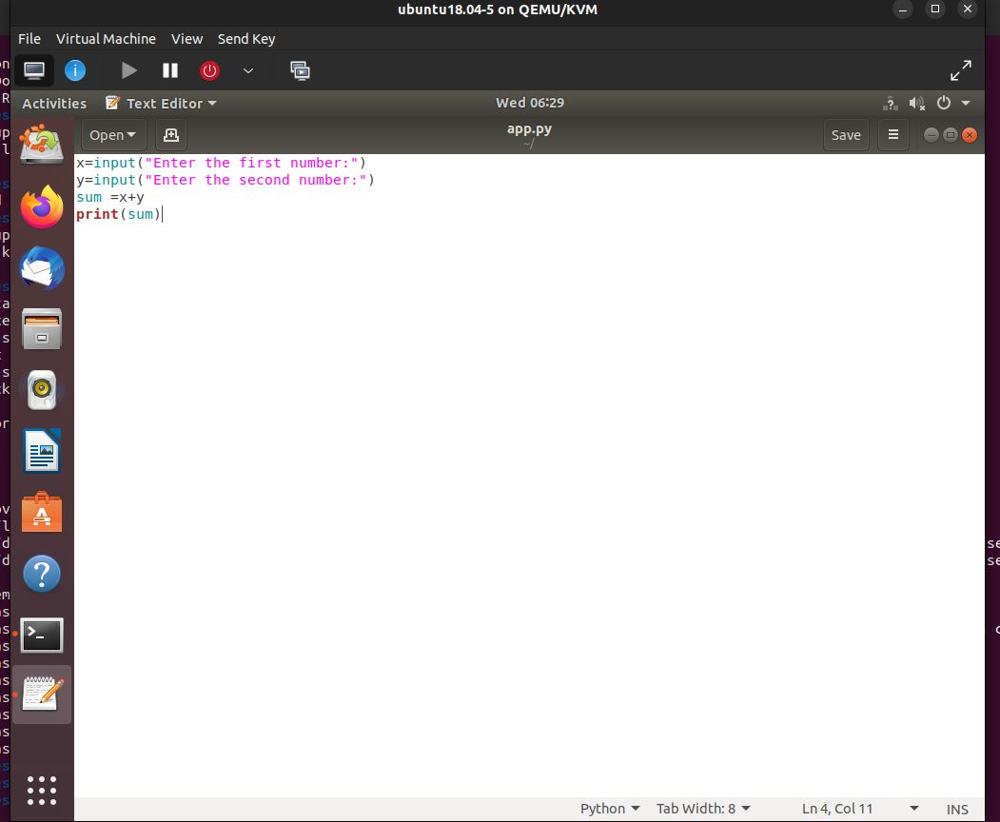 ubuntu18.04-5 on QEMU/KVM
File Virtual Machine View Send Key
Activities Text Editor Wed 06:29
Open app.py Save
~/
x=input("Enter the first number:")
y=input("Enter the second number:")
sum =x+y
print(sum)
Python Tab Width: 8 Ln 4, Col 11 INS